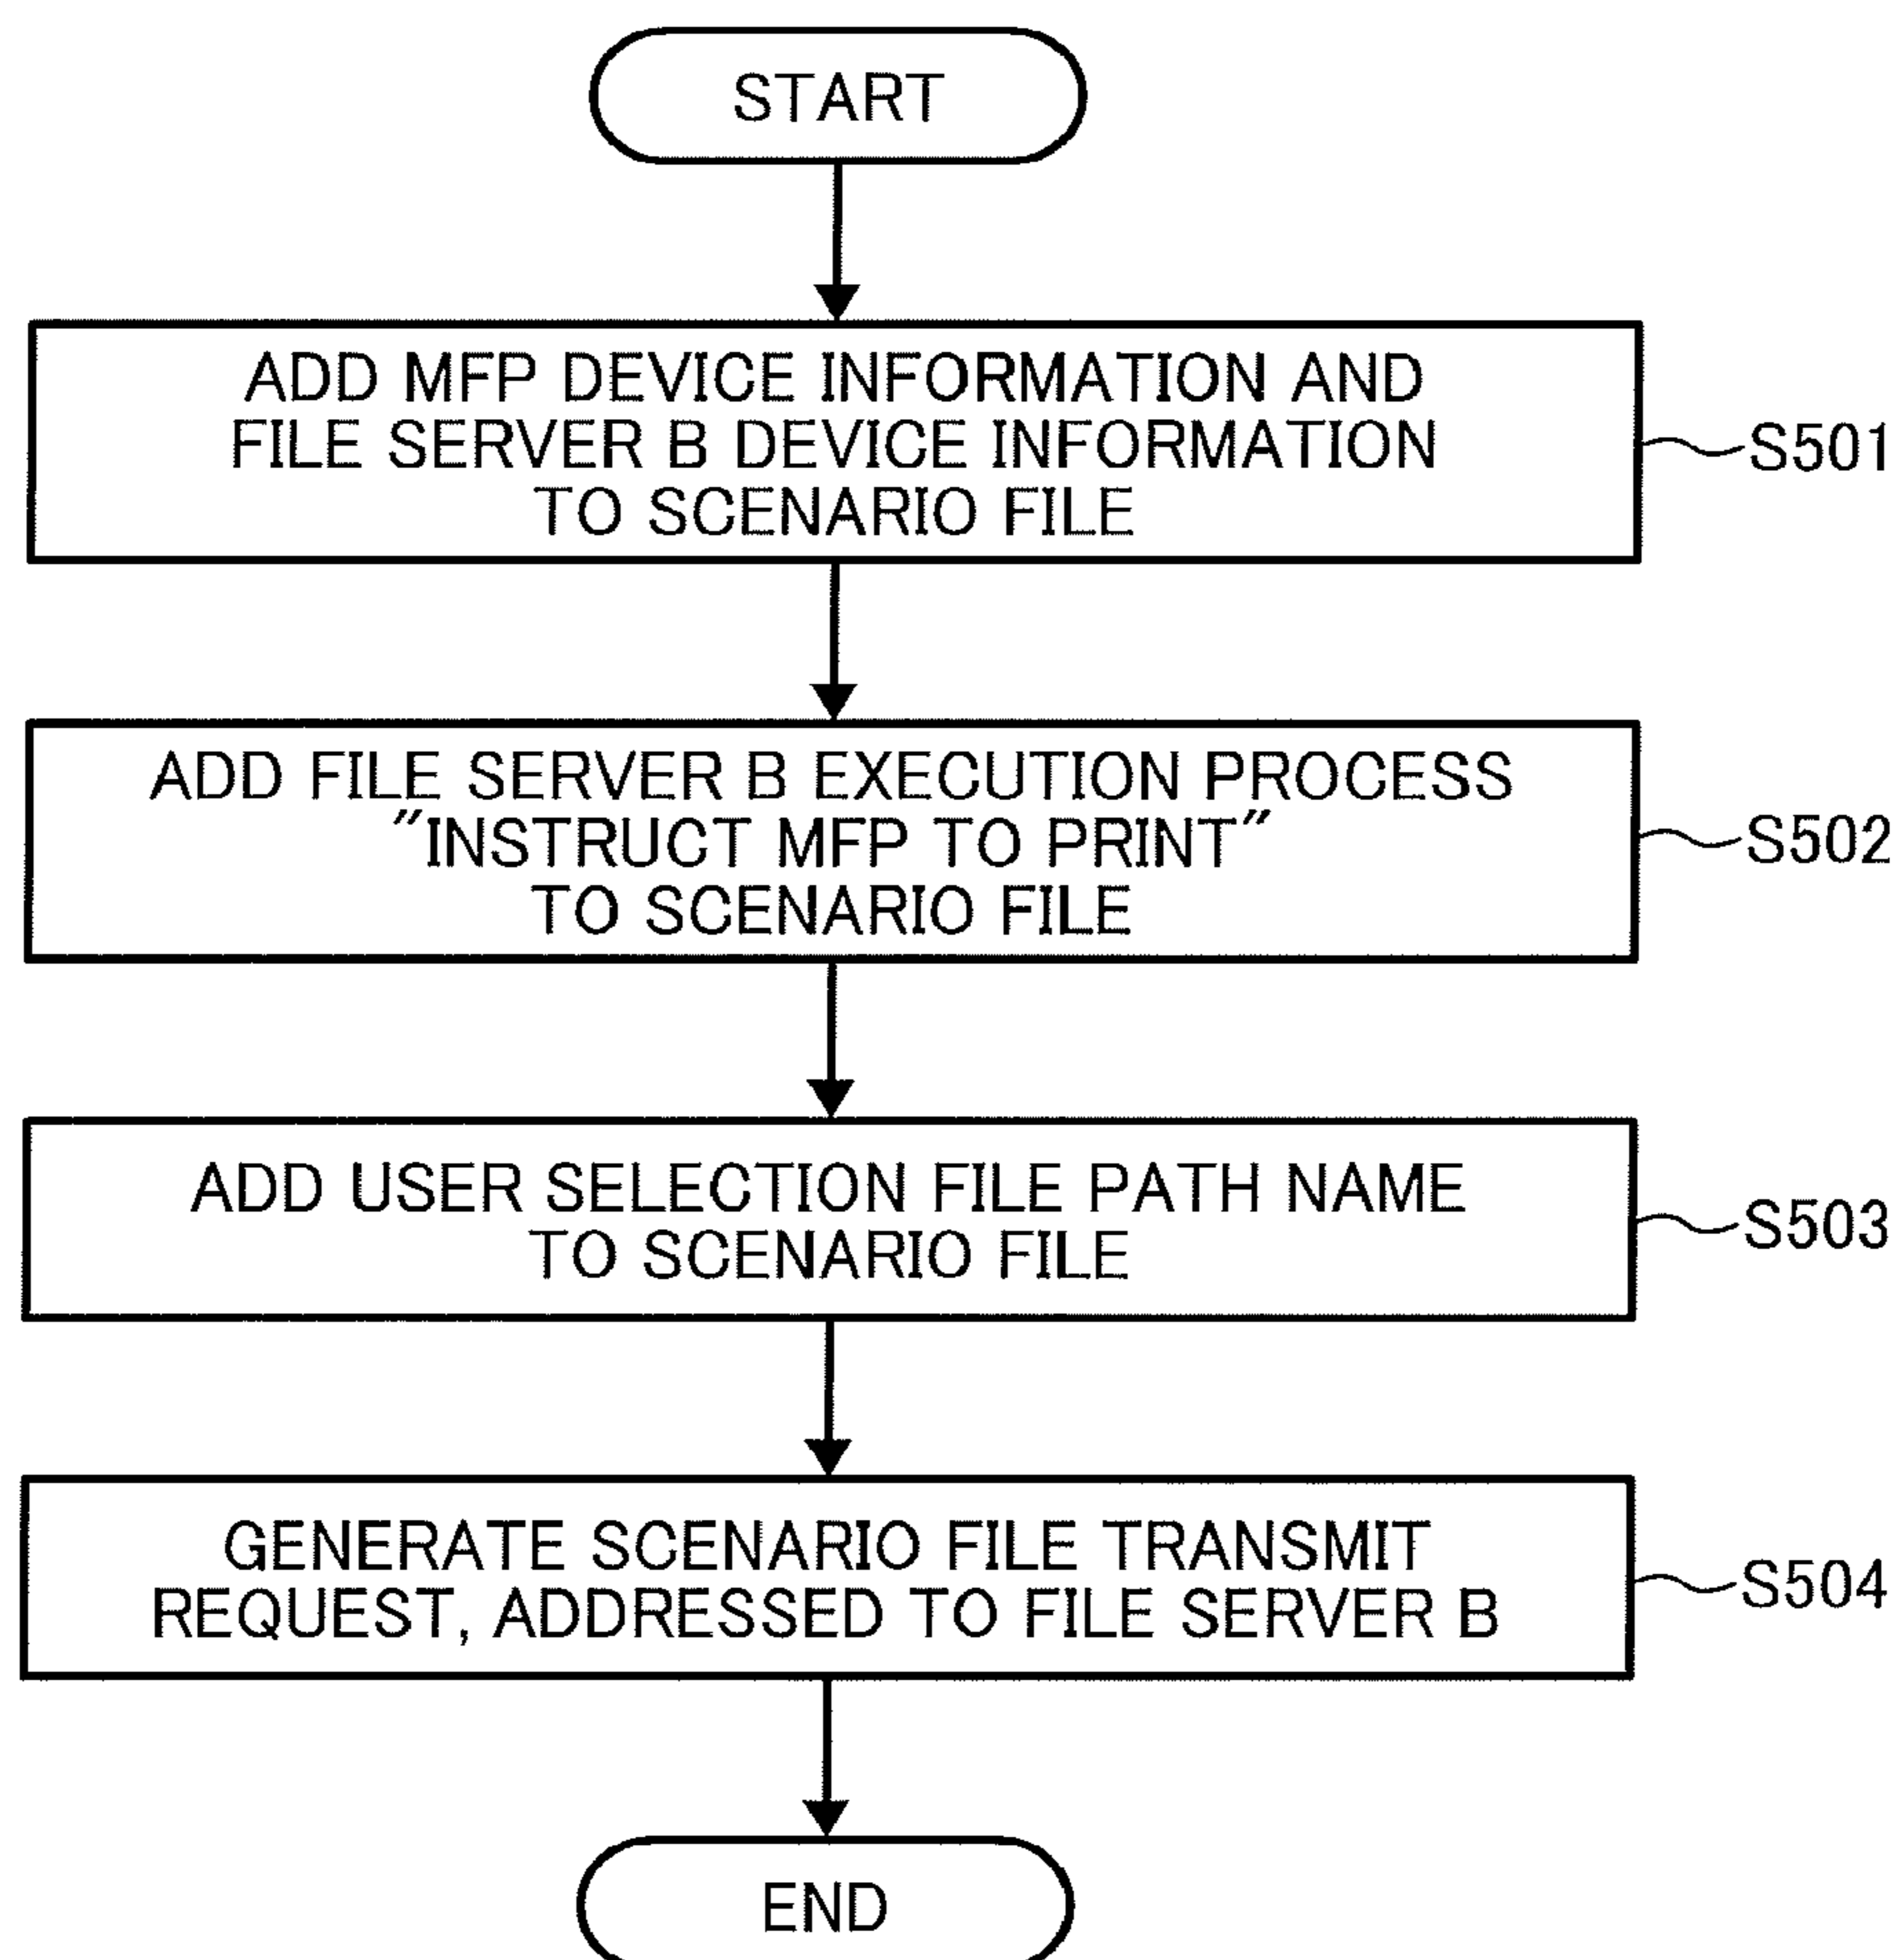 START
ADD MFP DEVICE INFORMATION AND
FILE SERVER B DEVICE INFORMATION
TO SCENARIO FILE
S501
ADD FILE SERVER B EXECUTION PROCESS
"INSTRUCT MFP TO PRINT"
TO SCENARIO FILE
S502
ADD USER SELECTION FILE PATH NAME
TO SCENARIO FILE
S503
GENERATE SCENARIO FILE TRANSMIT
REQUEST, ADDRESSED TO FILE SERVER B
S504
END